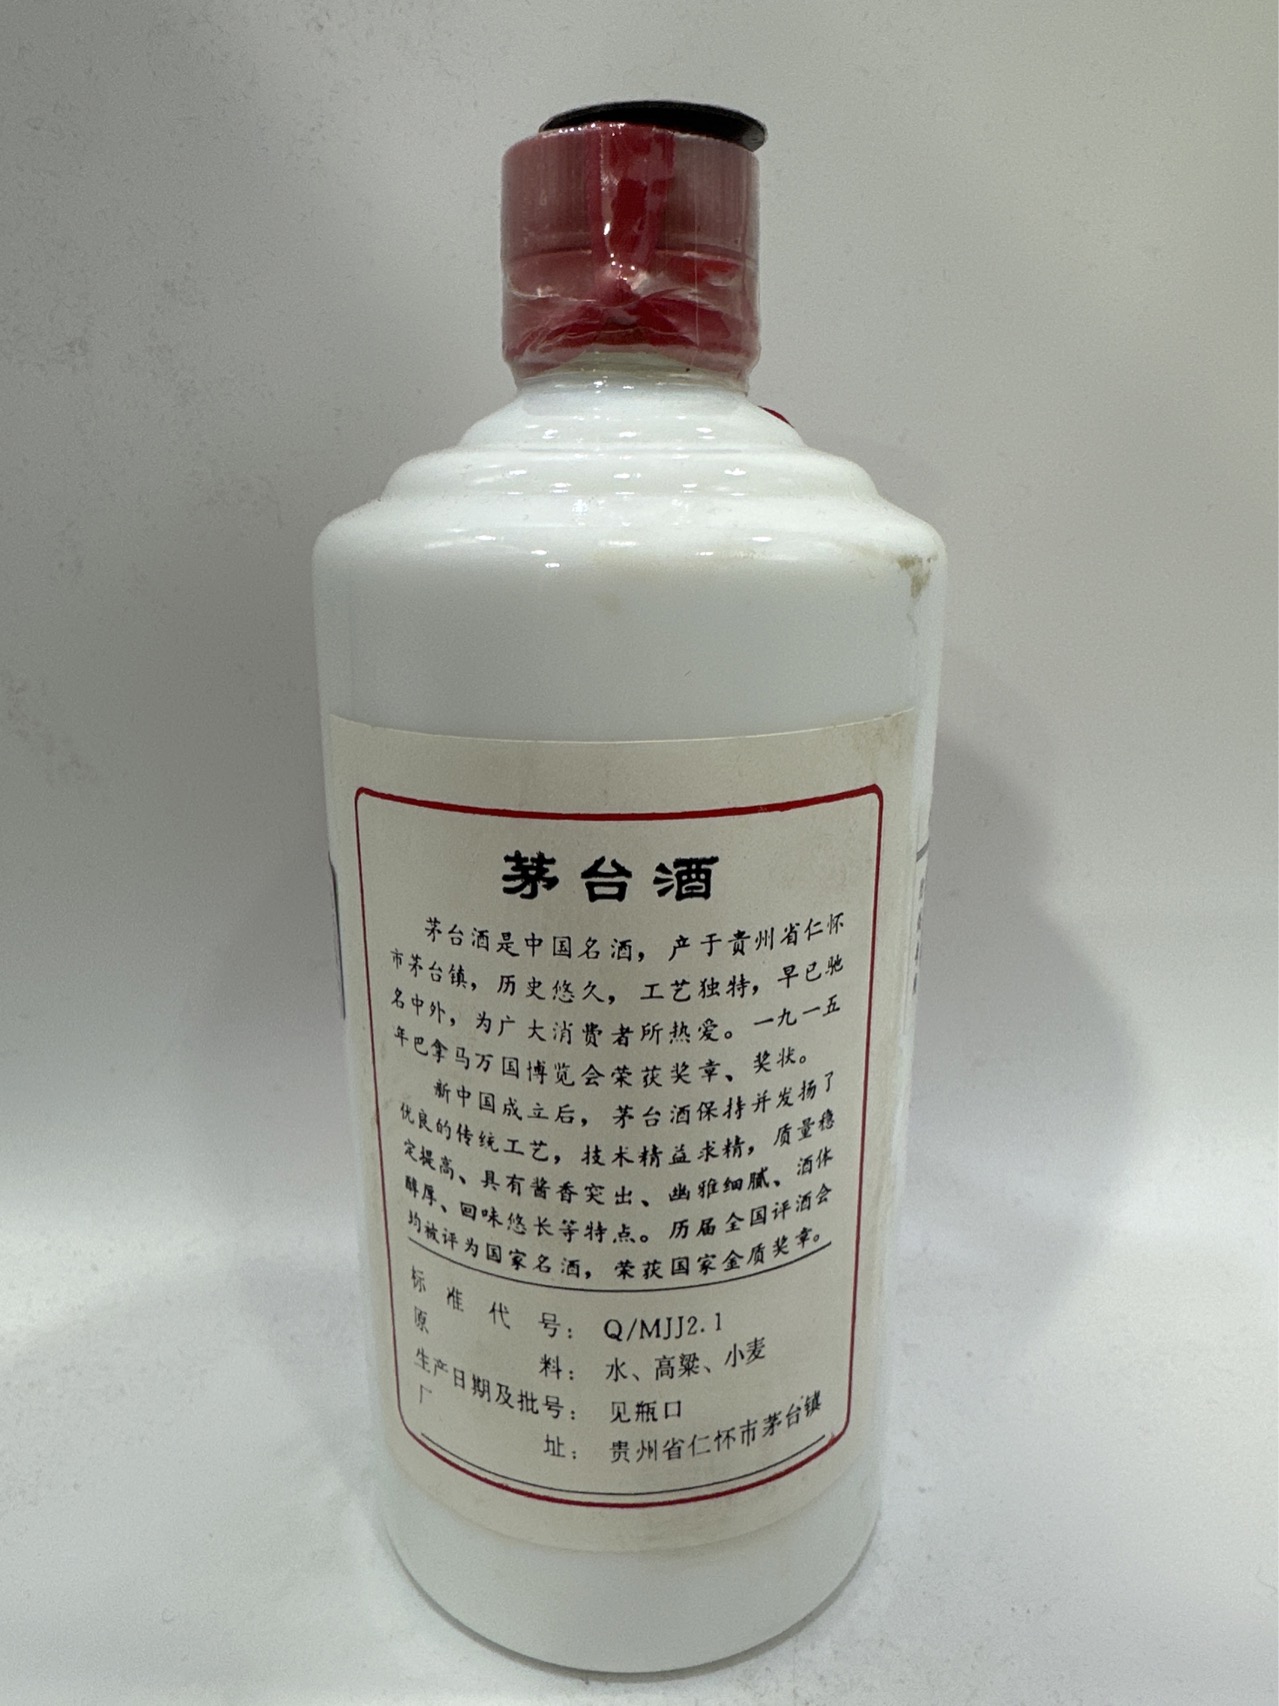 茅台酒
茅台酒是中国名酒，产于贵州省仁怀
市茅台镇，历史悠久，工艺独特，早已驰
名中外，为广大消费者所热爱。一九一五
年巴拿马万国博览会荣获奖章、奖状。
新中国成立后，茅台酒保持并发扬了
优良的传统工艺，技术精益求精，质量稳
定提高、具有酱香突出、幽雅细腻、酒体
醇厚、回味悠长等特点。历届全国评酒会
均被评为国家名酒，荣获国家金质奖章。
标准代号：Q/MJJ2.1
原料：水、高粱、小麦
生产日期及批号：见瓶口
厂址：贵州省仁怀市茅台镇